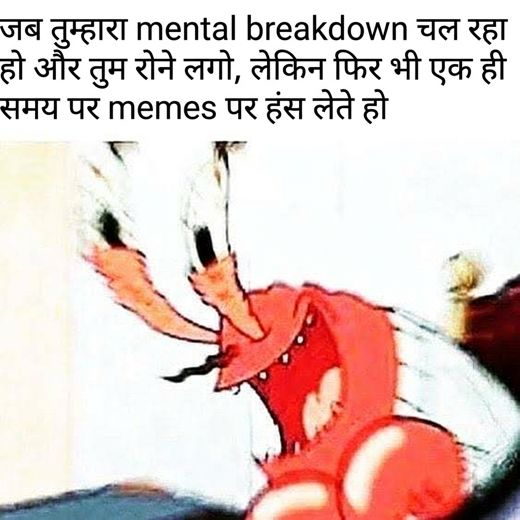 जब तुम्हारा mental breakdown चल रहा
हो और तुम रोने लगो, लेकिन फिर भी एक ही
समय पर memes पर हंस लेते हो